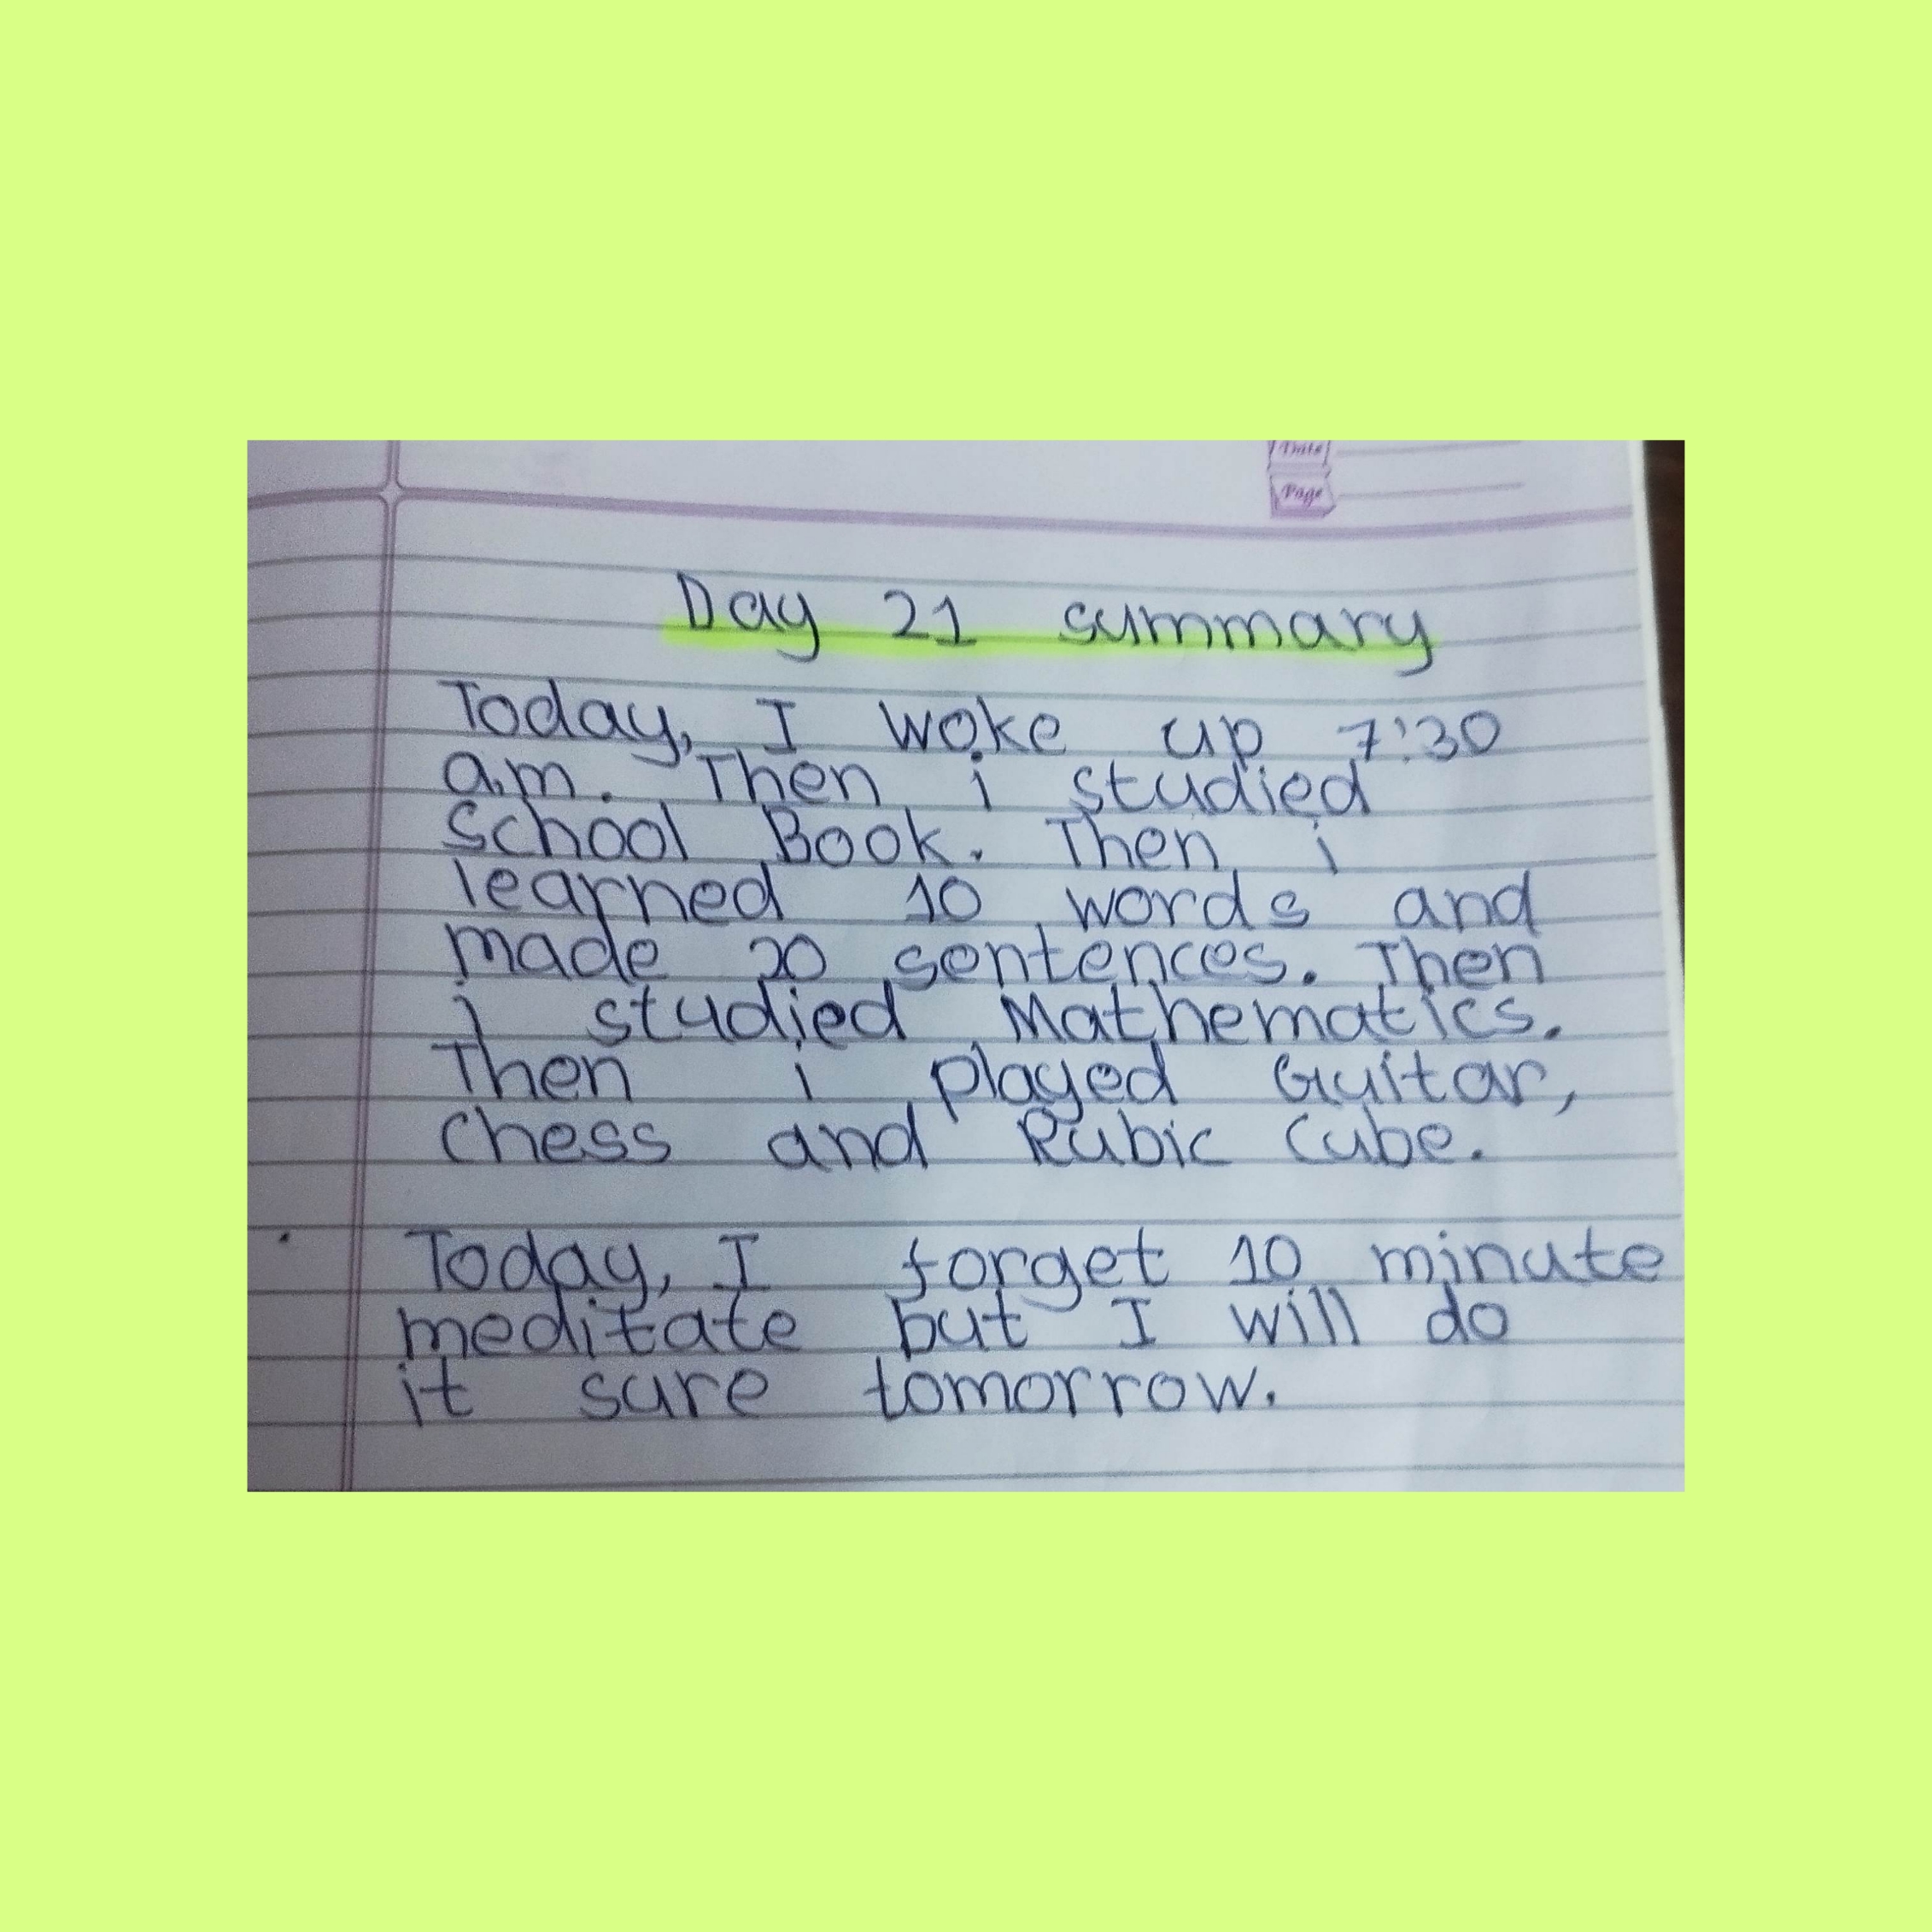 Date
Page
Day 21 summary
Today, I woke up 7:30
a.m. Then i studied
School Book. Then i
learned 10 words and
made 20 sentences. Then
i studied Mathematics.
Then i played Guitar,
Chess and Rubic Cube.
Today, I forget 10 minute
meditate but I will do
it sure tomorrow.